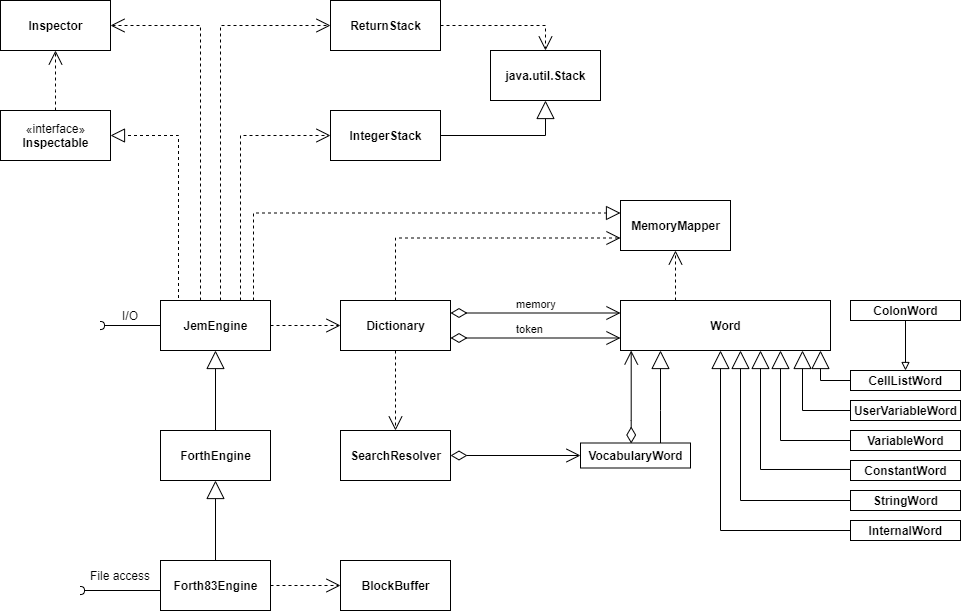 Inspector
ReturnStack
java.util.Stack
«interface»
Inspectable
IntegerStack
MemoryMapper
I/O
JemEngine
Dictionary
memory
token
Word
ColonWord
CellListWord
UserVariableWord
VariableWord
ForthEngine
SearchResolver
VocabularyWord
ConstantWord
StringWord
InternalWord
File access
Forth83Engine
BlockBuffer